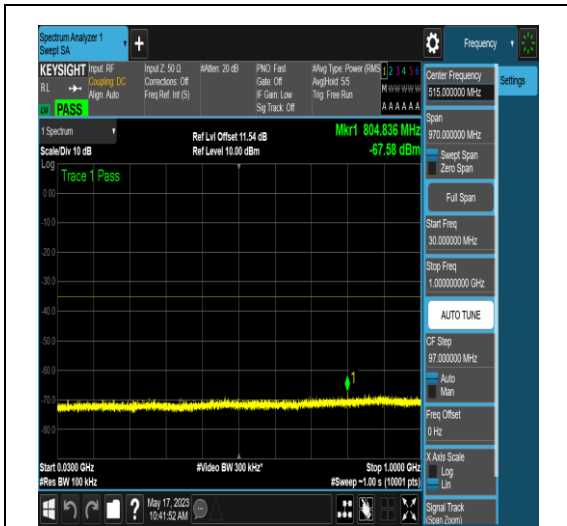 Spectrum Analyzer 1
Swept SA
+
Frequency
KEYSIGHT
RL
PASS
Input: RF
Coupling: DC
Align: Auto
Input Z: 50 Ω
Corrections: Off
Freq Ref: Int (S)
#Atten: 20 dB
PNO: Fast
Gate: Off
IF Gain: Low
Sig Track: Off
#Avg Type: Power (RMS
Avg|Hold: 5/5
Trig: Free Run
1 2 3 4 5 6
M W W W W W
A A A A A A
1 Spectrum
Scale/Div 10 dB
Ref Lvl Offset 11.54 dB
Ref Level 10.00 dBm
Mkr1 804.836 MHz
-67.58 dBm
Log
Trace 1 Pass
0.00
-10.0
-20.0
-30.0
-40.0
-50.0
-60.0
-70.0
-80.0
1
Start 0.0300 GHz
#Res BW 100 kHz
#Video BW 300 kHz*
Stop 1.0000 GHz
#Sweep ~1.00 s (10001 pts)
Center Frequency
515.000000 MHz
Settings
Span
970.000000 MHz
Swept Span
Zero Span
Full Span
Start Freq
30.000000 MHz
Stop Freq
1.000000000 GHz
AUTO TUNE
CF Step
97.000000 MHz
Auto
Man
Freq Offset
0 Hz
X Axis Scale
Log
Lin
Signal Track
(Span Zoom)
?
May 17, 2023
10:41:52 AM